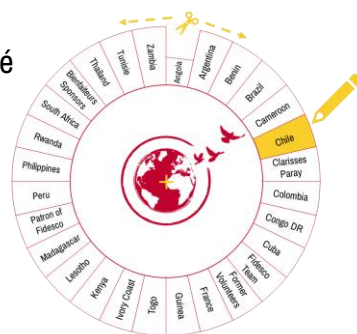 é
Angola
Argentina
Benin
Brazil
Cameroon
Chile
Clarisses
Paray
Colombia
Congo DR
Cuba
Fidesco
Team
Former
Volunteers
France
Guinea
Togo
Ivory Coast
Kenya
Lesotho
Madagascar
Patron of
Fidesco
Peru
Philippines
Rwanda
South Africa
Bienfaiteurs
Sponsors
Thailand
Tunisie
Zambia